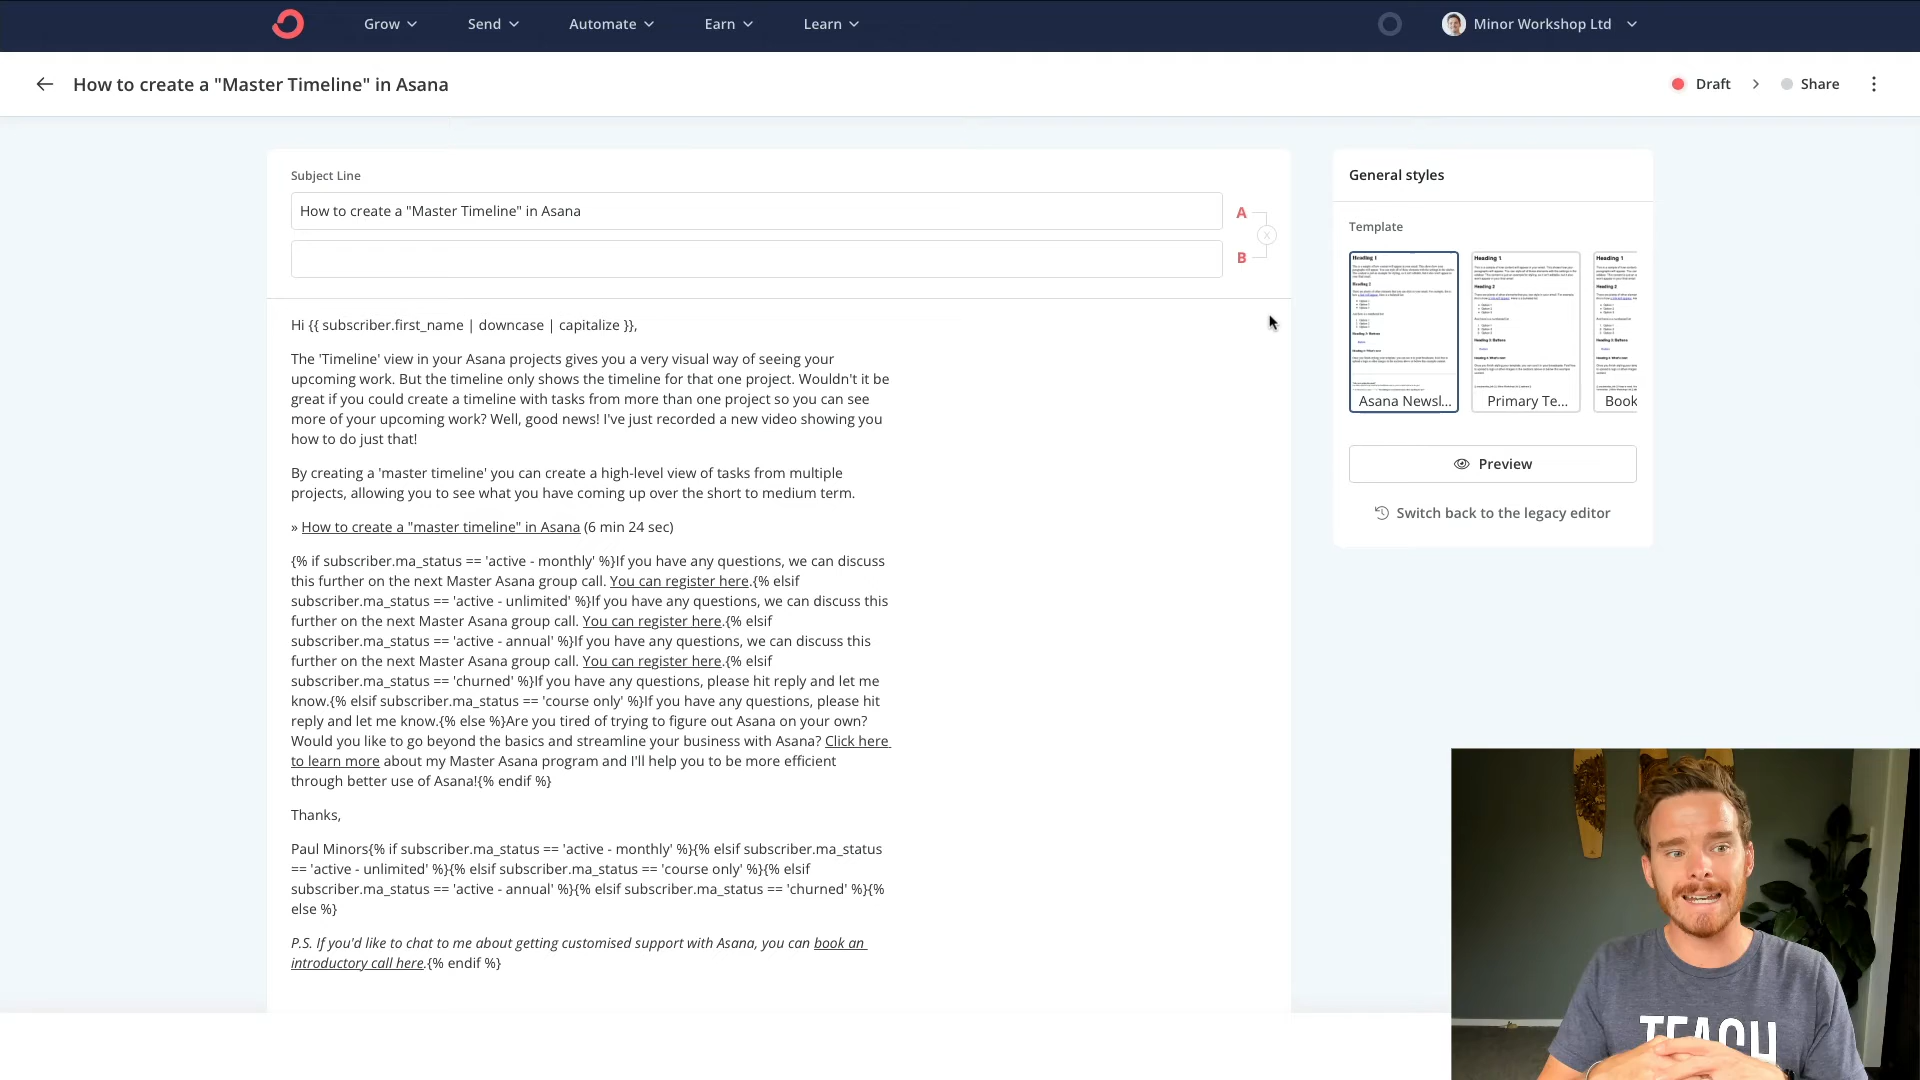 Grow
Send
Automate
Earn
Learn
Minor Workshop Ltd
How to create a "Master Timeline" in Asana
Draft
Share
Subject Line
How to create a "Master Timeline" in Asana
A
X
B
Hi {{ subscriber.first_name | downcase | capitalize }},
The 'Timeline' view in your Asana projects gives you a very visual way of seeing your
upcoming work. But the timeline only shows the timeline for that one project. Wouldn't it be
great if you could create a timeline with tasks from more than one project so you can see
more of your upcoming work? Well, good news! I've just recorded a new video showing you
how to do just that!
By creating a 'master timeline' you can create a high-level view of tasks from multiple
projects, allowing you to see what you have coming up over the short to medium term.
» How to create a "master timeline" in Asana (6 min 24 sec)
{% if subscriber.ma_status == 'active - monthly' %}If you have any questions, we can discuss
this further on the next Master Asana group call. You can register here.{% elsif
subscriber.ma_status == 'active - unlimited' %}If you have any questions, we can discuss this
further on the next Master Asana group call. You can register here.{% elsif
subscriber.ma_status == 'active - annual' %}If you have any questions, we can discuss this
further on the next Master Asana group call. You can register here.{% elsif
subscriber.ma_status == 'churned' %}If you have any questions, please hit reply and let me
know.{% elsif subscriber.ma_status == 'course only' %}If you have any questions, please hit
reply and let me know.{% else %}Are you tired of trying to figure out Asana on your own?
Would you like to go beyond the basics and streamline your business with Asana? Click here
to learn more about my Master Asana program and I'll help you to be more efficient
through better use of Asana!{% endif %}
Thanks,
Paul Minors{% if subscriber.ma_status == 'active - monthly' %}{% elsif subscriber.ma_status
== 'active - unlimited' %}{% elsif subscriber.ma_status == 'course only' %}{% elsif
subscriber.ma_status == 'active - annual' %}{% elsif subscriber.ma_status == 'churned' %}{%
else %}
P.S. If you'd like to chat to me about getting customised support with Asana, you can book an
introductory call here.{% endif %}
General styles
Template
Heading 1
Heading 2
Asana Newsl...
Heading 1
Heading 2
Primary Te...
Heading 1
Heading 2
Book
Preview
Switch back to the legacy editor
TEACH